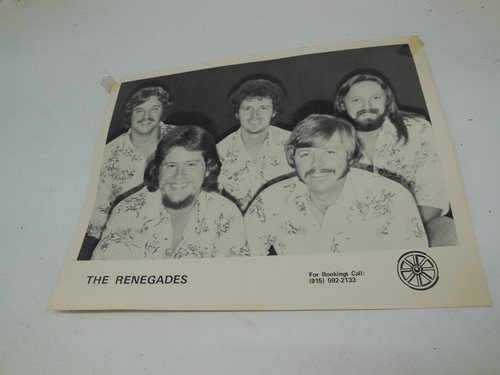 THE RENEGADES
For Bookings Call:
(915) 592-2133